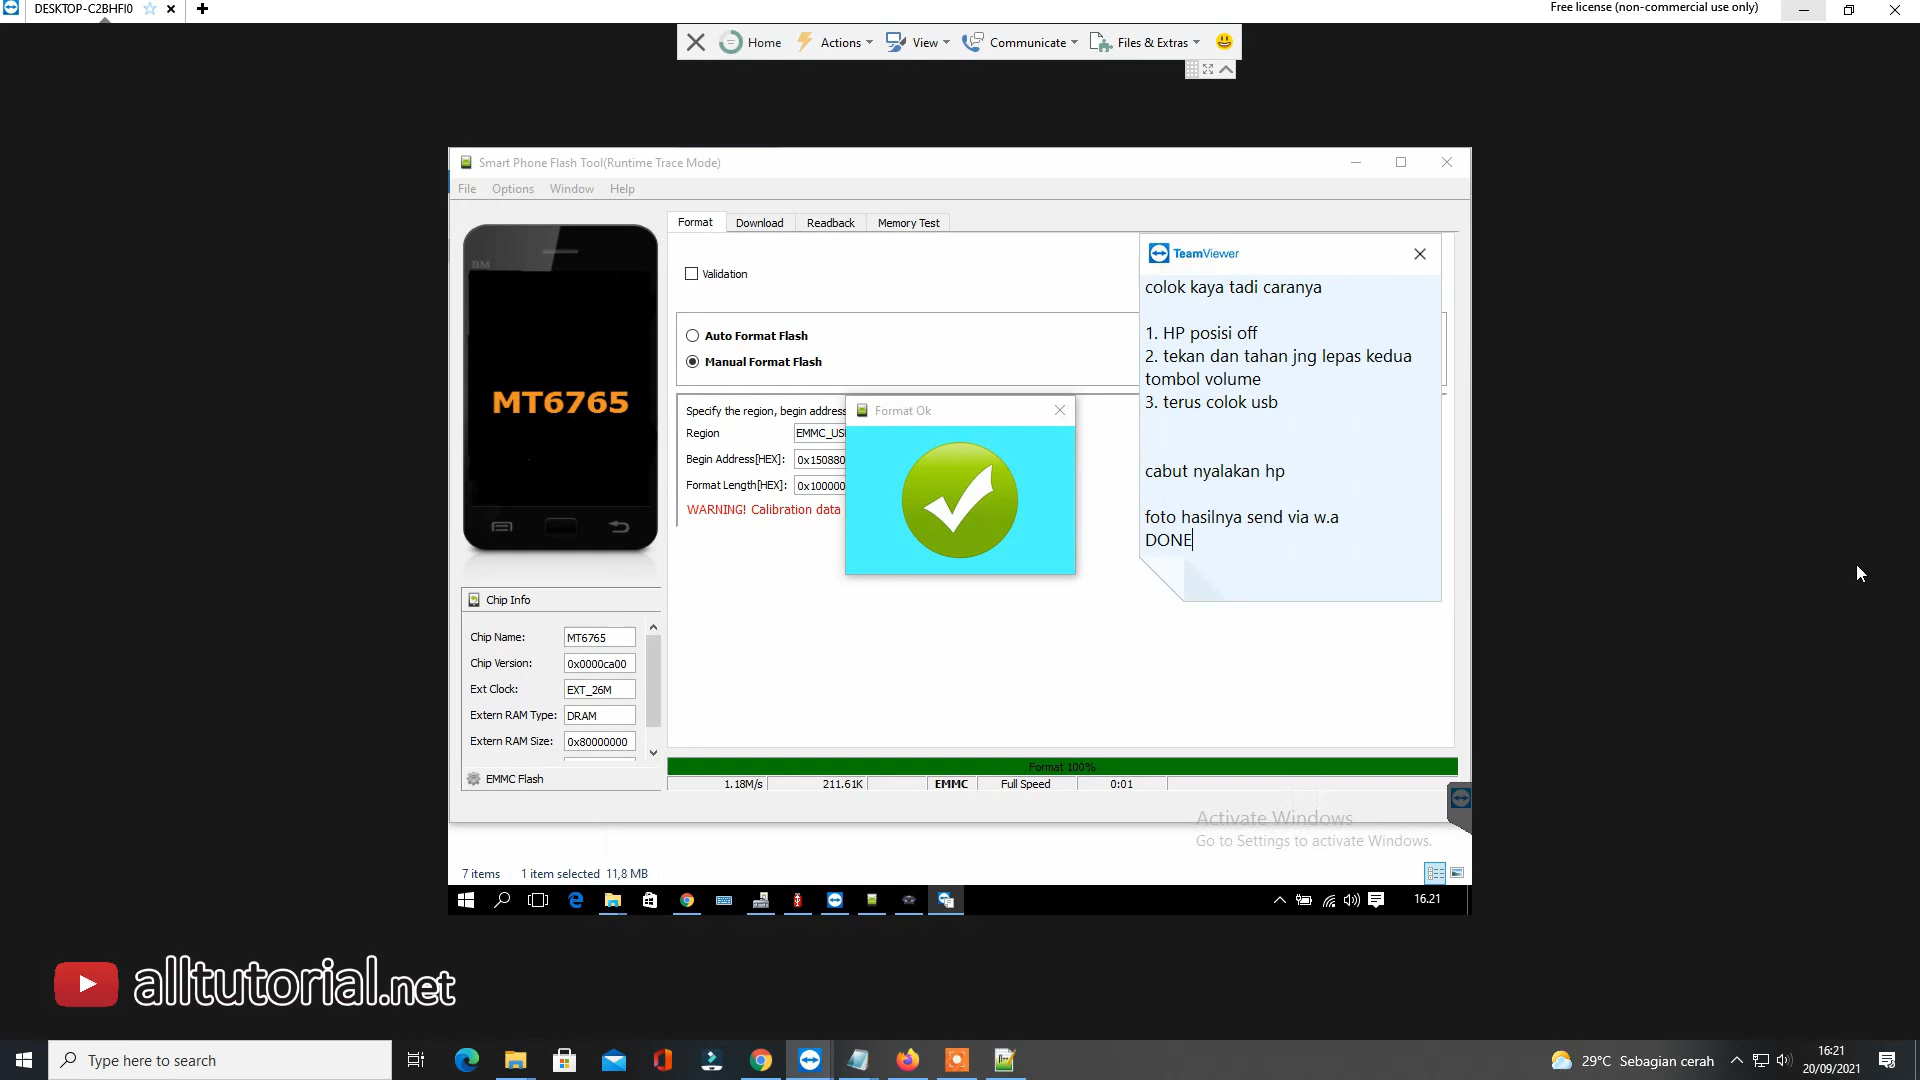 DESKTOP-C2BHFI0
Free license (non-commercial use only)
Home
Actions
View
Communicate
Files & Extras
Smart Phone Flash Tool(Runtime Trace Mode)
File Options Window Help
Format Download Readback Memory Test
BM
MT6765
Validation
Auto Format Flash
Manual Format Flash
Specify the region, begin address
Region EMMC_US
Begin Address[HEX]: 0x150880
Format Length[HEX]: 0x100000
WARNING! Calibration data
Format Ok
TeamViewer
colok kaya tadi caranya
1. HP posisi off
2. tekan dan tahan jng lepas kedua
tombol volume
3. terus colok usb
cabut nyalakan hp
foto hasilnya send via w.a
DONE
Chip Info
Chip Name: MT6765
Chip Version: 0x0000ca00
Ext Clock: EXT_26M
Extern RAM Type: DRAM
Extern RAM Size: 0x80000000
EMMC Flash
Format 100%
1.18M/s 211.61K EMMC Full Speed 0:01
Activate Windows
Go to Settings to activate Windows.
7 items 1 item selected 11,8 MB
16.21
alltutorial.net
Type here to search
29°C Sebagian cerah
16:21
20/09/2021